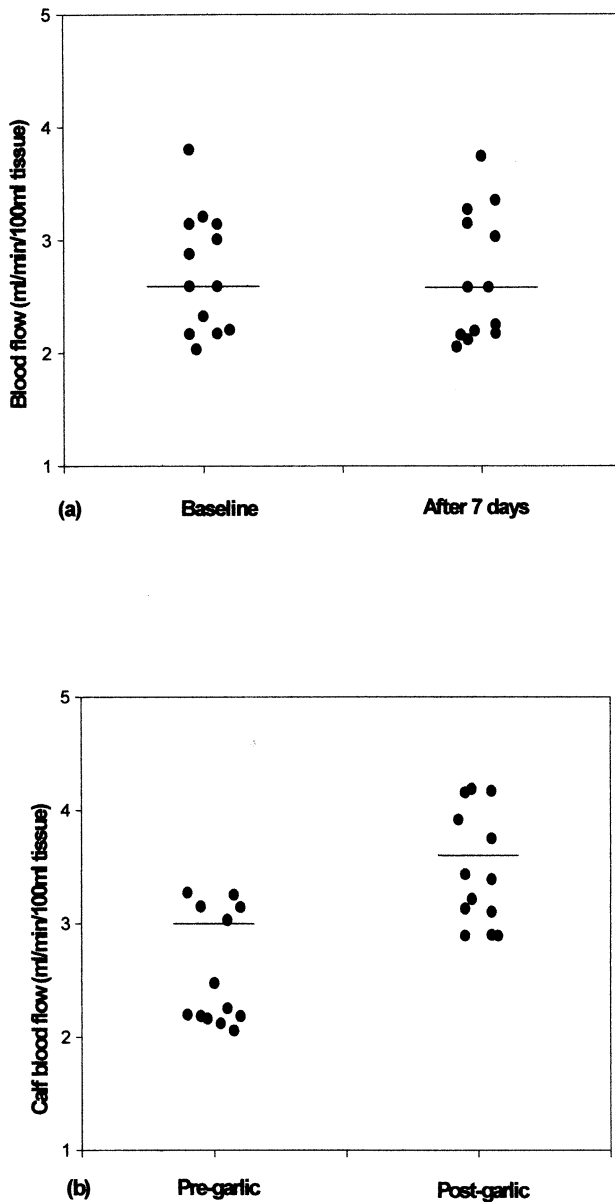 5
4
3
2
1
Blood flow (ml/min/100ml tissue)
(a) Baseline After 7 days
5
4
3
2
1
Calf blood flow (ml/min/100ml tissue)
(b) Pre-garlic Post-garlic